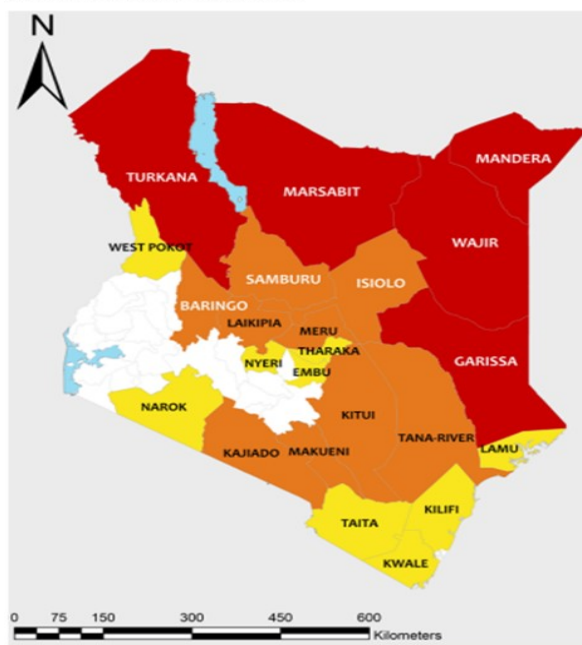 N
MANDERA
TURKANA
MARSABIT
WAJIR
WEST POKOT
SAMBURU
ISIOLO
BARINGO
LAIKIPIA
MERU
THARAKA
NYERI
EMBU
GARISSA
NAROK
KITUI
TANA-RIVER
LAMU
KAJIADO
MAKUENI
KILIFI
TAITA
KWALE
0 75 150 300 450 600
Kilometers